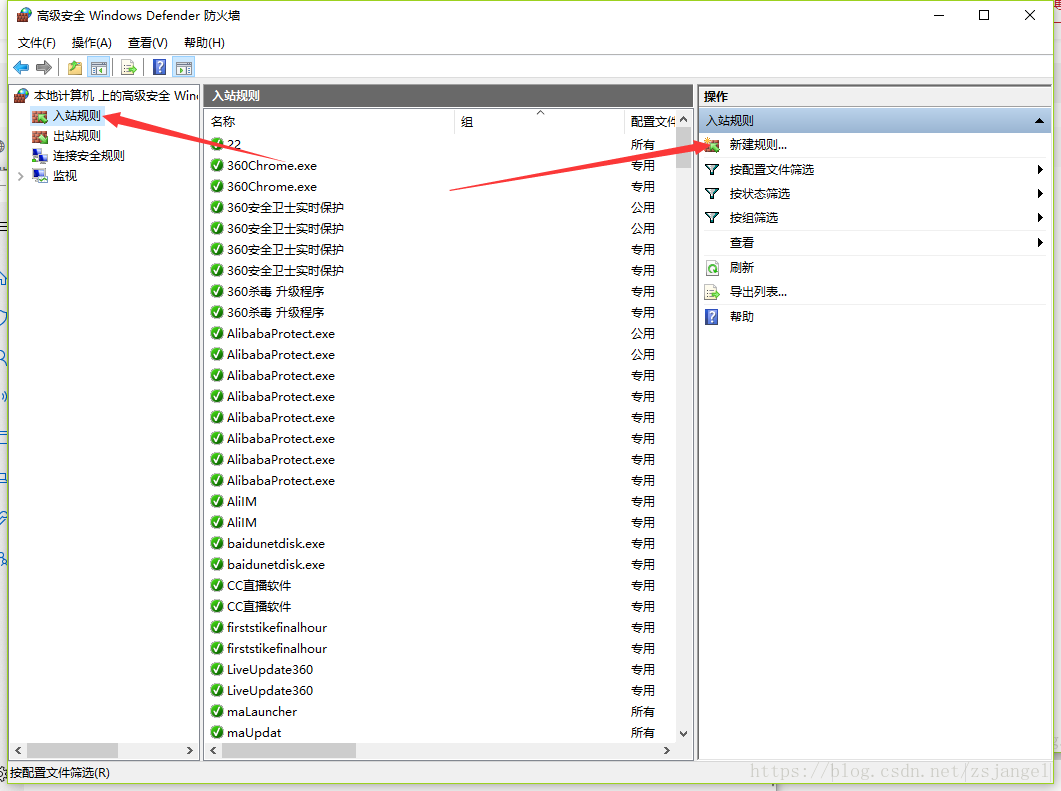 高级安全 Windows Defender 防火墙
文件(F) 操作(A) 查看(V) 帮助(H)
本地计算机 上的高级安全 Win
入站规则
出站规则
连接安全规则
监视
入站规则
名称 组 配置文件
22 所有
360Chrome.exe 专用
360Chrome.exe 专用
360安全卫士实时保护 公用
360安全卫士实时保护 公用
360安全卫士实时保护 专用
360安全卫士实时保护 专用
360杀毒 升级程序 专用
360杀毒 升级程序 专用
AlibabaProtect.exe 公用
AlibabaProtect.exe 公用
AlibabaProtect.exe 专用
AlibabaProtect.exe 专用
AlibabaProtect.exe 专用
AlibabaProtect.exe 专用
AlibabaProtect.exe 专用
AlibabaProtect.exe 专用
AliIM 专用
AliIM 专用
baidunetdisk.exe 专用
baidunetdisk.exe 专用
CC直播软件 专用
CC直播软件 专用
firststikefinalhour 专用
firststikefinalhour 专用
LiveUpdate360 专用
LiveUpdate360 专用
maLauncher 所有
maUpdat 所有
操作
入站规则
新建规则...
按配置文件筛选
按状态筛选
按组筛选
查看
刷新
导出列表...
帮助
按配置文件筛选(R)
https://blog.csdn.net/zsjangel